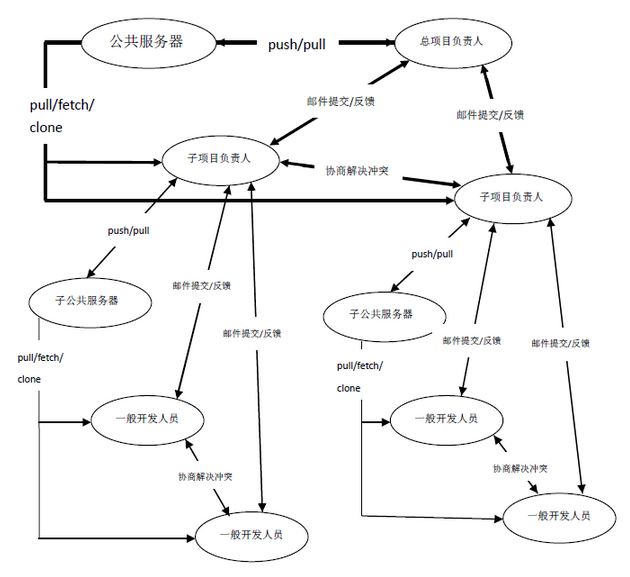 公共服务器
push/pull
总项目负责人
pull/fetch/
clone
邮件提交/反馈
邮件提交/反馈
子项目负责人
协商解决冲突
子项目负责人
push/pull
push/pull
邮件提交/反馈
子公共服务器
子公共服务器
邮件提交/反馈
邮件提交/反馈
邮件提交/反馈
pull/fetch/
clone
pull/fetch/
clone
一般开发人员
一般开发人员
协商解决冲突
协商解决冲突
一般开发人员
一般开发人员